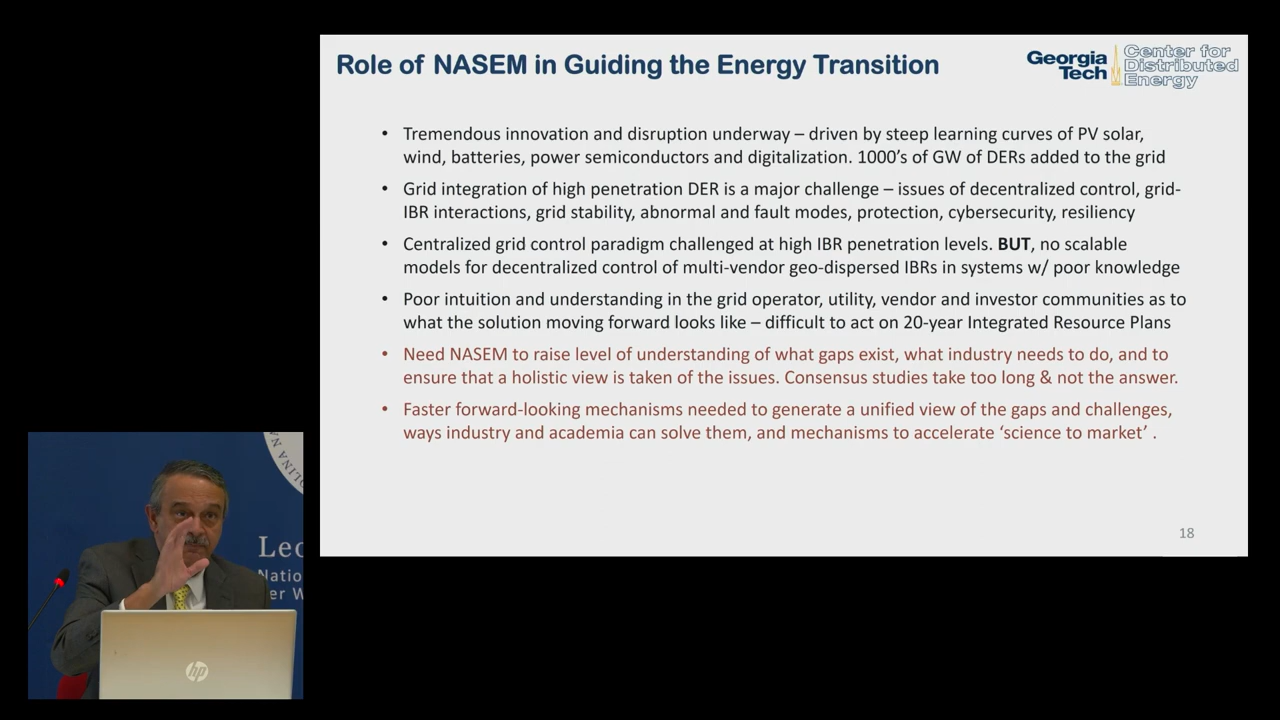 Role of NASEM in Guiding the Energy Transition
Georgia
Tech
Center for
Distributed
Energy
• Tremendous innovation and disruption underway – driven by steep learning curves of PV solar,
wind, batteries, power semiconductors and digitalization. 1000’s of GW of DERs added to the grid
• Grid integration of high penetration DER is a major challenge – issues of decentralized control, grid-
IBR interactions, grid stability, abnormal and fault modes, protection, cybersecurity, resiliency
• Centralized grid control paradigm challenged at high IBR penetration levels. BUT, no scalable
models for decentralized control of multi-vendor geo-dispersed IBRs in systems w/ poor knowledge
• Poor intuition and understanding in the grid operator, utility, vendor and investor communities as to
what the solution moving forward looks like – difficult to act on 20-year Integrated Resource Plans
• Need NASEM to raise level of understanding of what gaps exist, what industry needs to do, and to
ensure that a holistic view is taken of the issues. Consensus studies take too long & not the answer.
• Faster forward-looking mechanisms needed to generate a unified view of the gaps and challenges,
ways industry and academia can solve them, and mechanisms to accelerate ‘science to market’ .
18
Leo
Natio
er W
hp